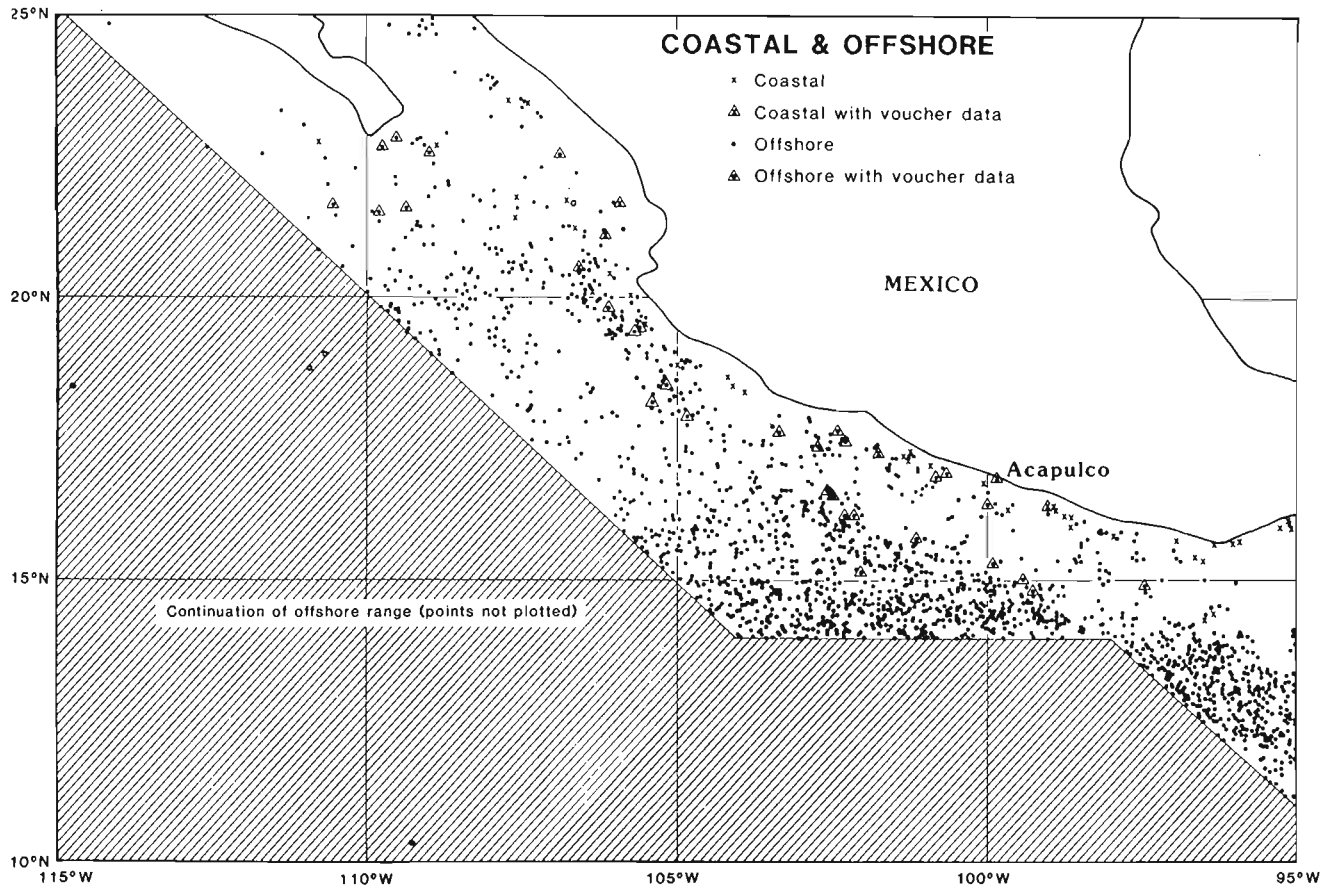 25°N
COASTAL & OFFSHORE
x Coastal
Coastal with voucher data
Offshore
Offshore with voucher data
MEXICO
20°N
Acapulco
15°N
Continuation of offshore range (points not plotted)
10°N
115°W
110°W
105°W
100°W
95°W